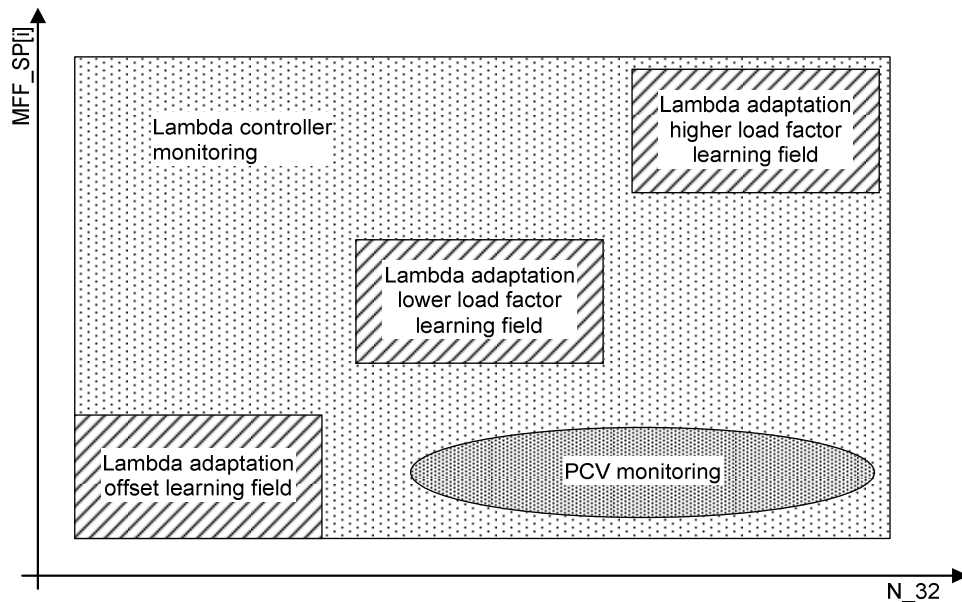 MFF_SP[i]
Lambda controller
monitoring
Lambda adaptation
higher load factor
learning field
Lambda adaptation
lower load factor
learning field
Lambda adaptation
offset learning field
PCV monitoring
N_32